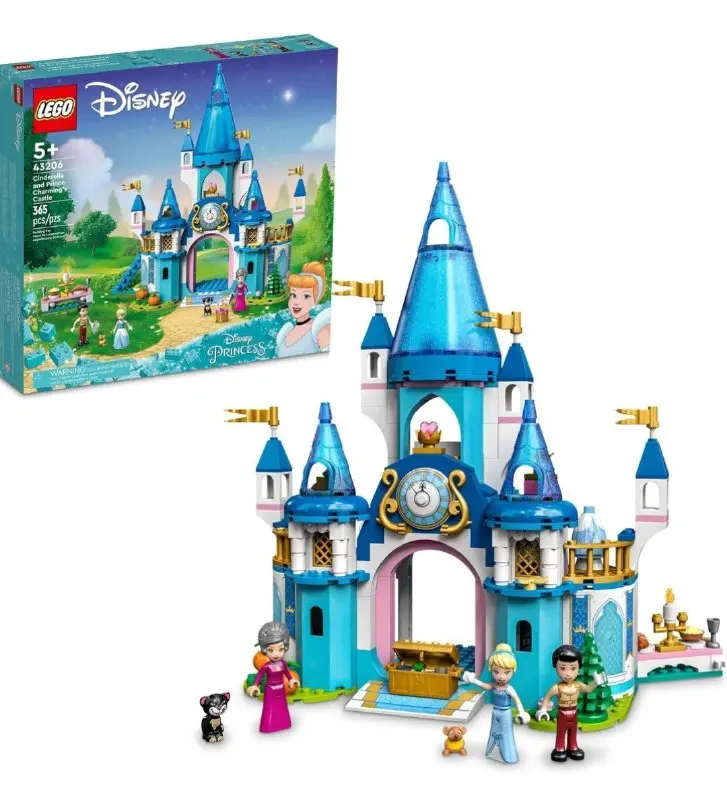 LEGO
Disney
5+
43206
Cinderella
and Prince
Charming's
Castle
365
pcs/pzs
Disney
PRINCESS
WARNING